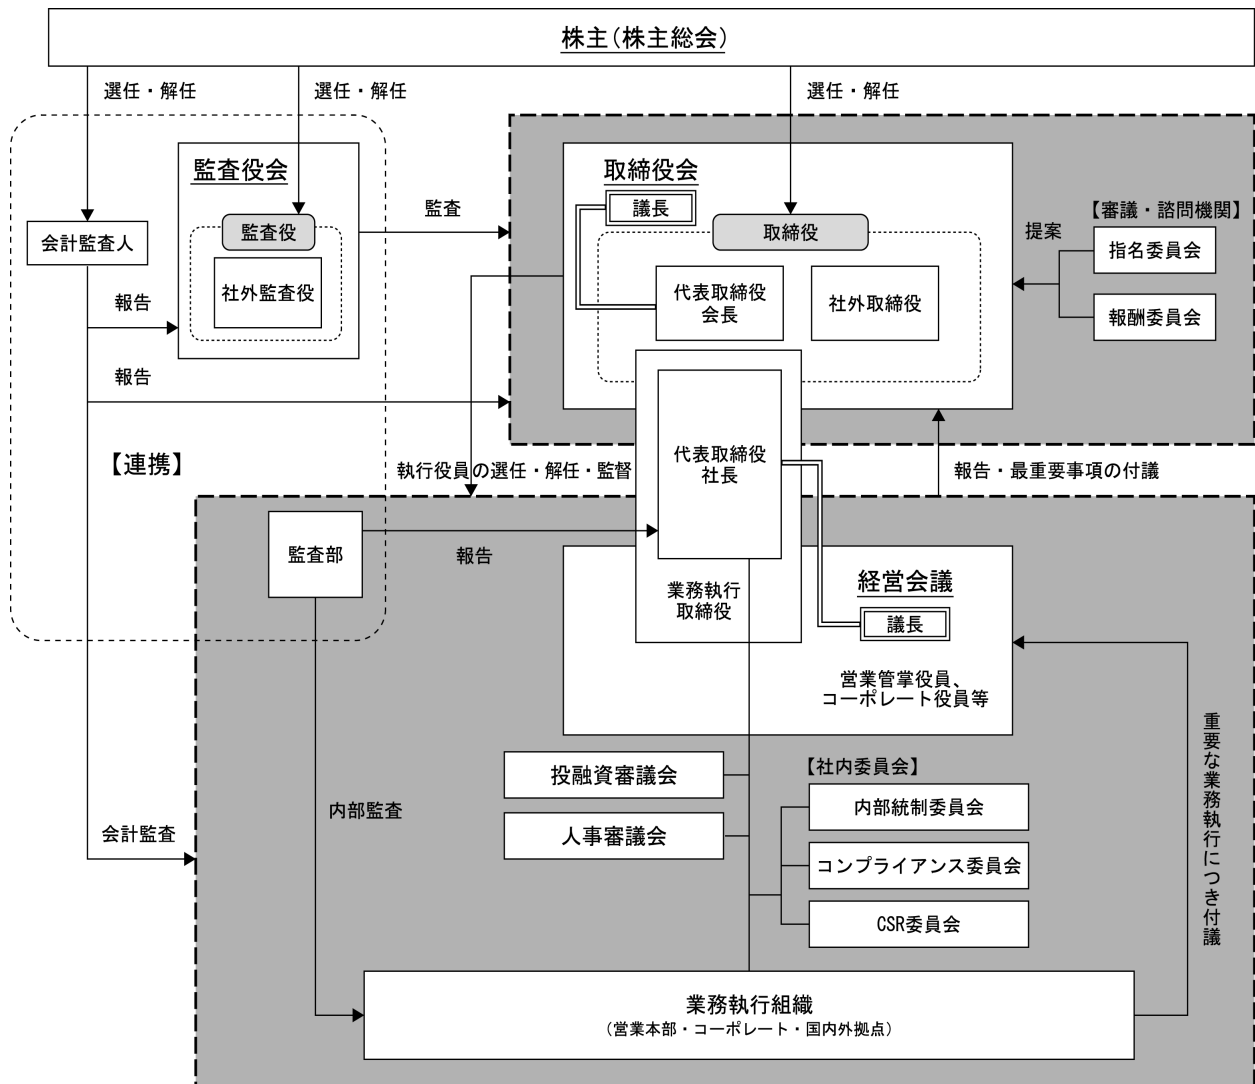 株主(株主総会)
選任・解任
選任・解任
選任・解任
監査役会
監査役
社外監査役
会計監査人
監査
取締役会
議長
取締役
代表取締役
会長
社外取締役
【審議・諮問機関】
提案
指名委員会
報酬委員会
報告
報告
【連携】
執行役員の選任・解任・監督
代表取締役
社長
報告・最重要事項の付議
監査部
報告
業務執行
取締役
経営会議
議長
営業管掌役員、
コーポレート役員等
投融資審議会
人事審議会
【社内委員会】
内部統制委員会
コンプライアンス委員会
CSR委員会
内部監査
会計監査
重要な業務執行につき付議
業務執行組織
(営業本部・コーポレート・国内外拠点)